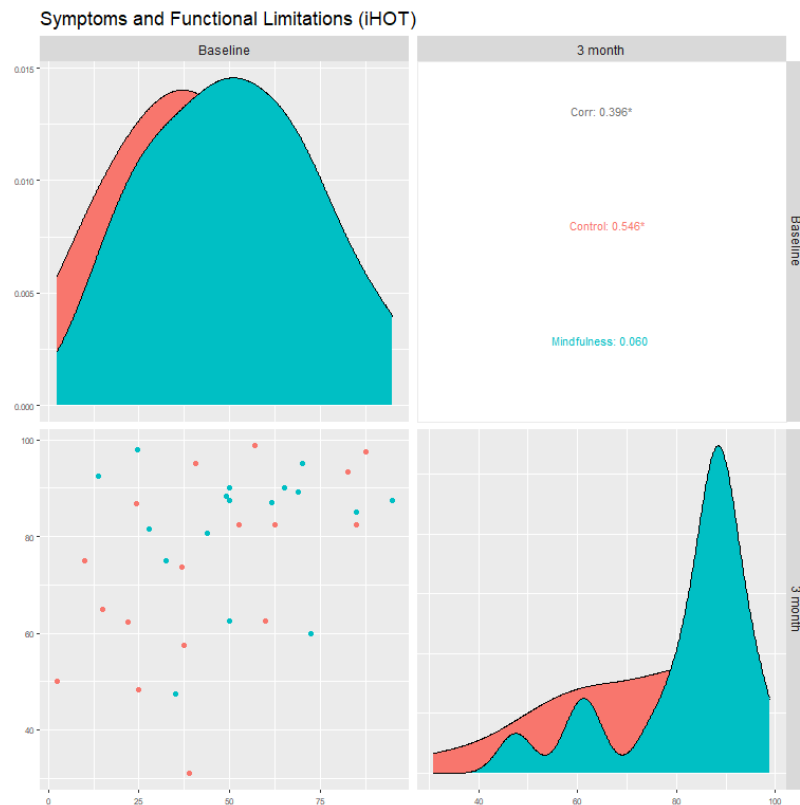 Symptoms and Functional Limitations (iHOT)
Baseline
3 month
0.015
0.010
0.005
0.000
Corr: 0.396*
Control: 0.546*
Mindfulness: 0.060
Baseline
100
80
60
40
0
25
50
75
3 month
40
60
80
100